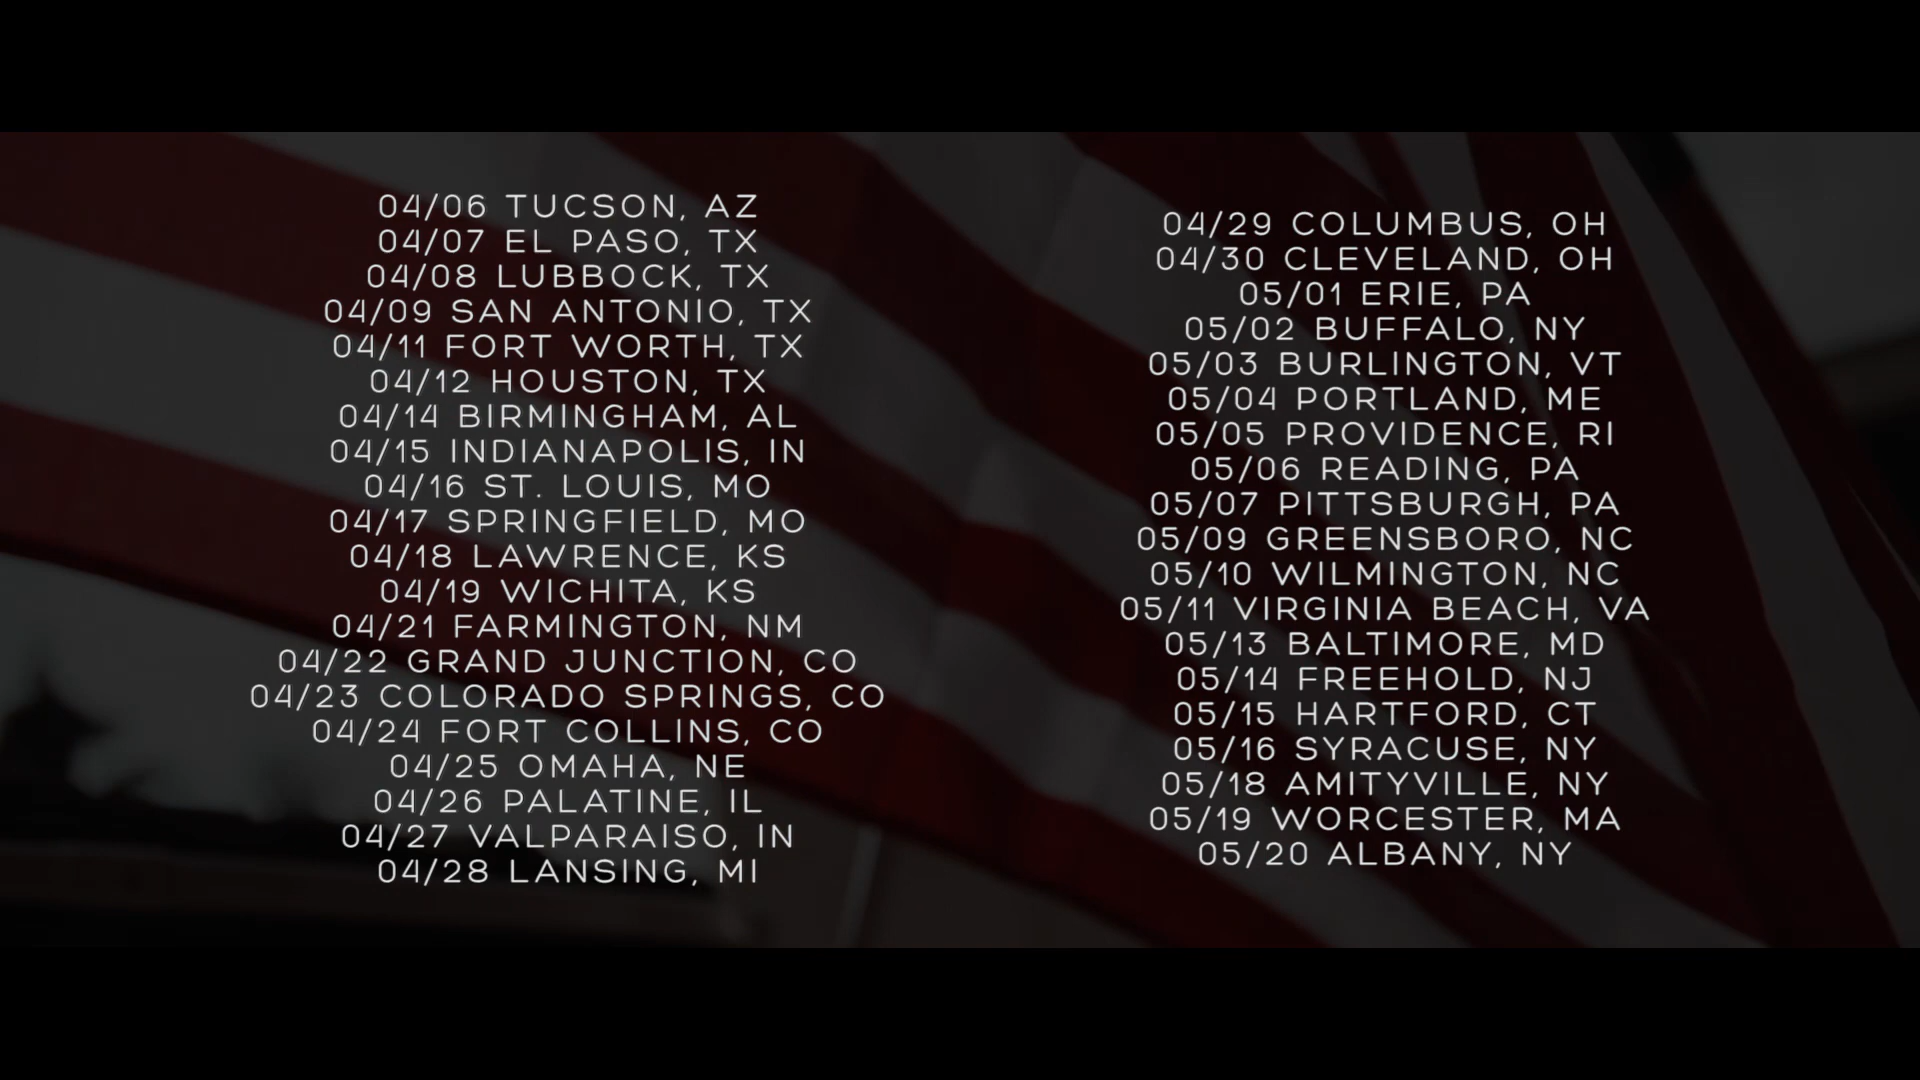 04/06 TUCSON, AZ
04/07 EL PASO, TX
04/08 LUBBOCK, TX
04/09 SAN ANTONIO, TX
04/11 FORT WORTH, TX
04/12 HOUSTON, TX
04/14 BIRMINGHAM, AL
04/15 INDIANAPOLIS, IN
04/16 ST. LOUIS, MO
04/17 SPRINGFIELD, MO
04/18 LAWRENCE, KS
04/19 WICHITA, KS
04/21 FARMINGTON, NM
04/22 GRAND JUNCTION, CO
04/23 COLORADO SPRINGS, CO
04/24 FORT COLLINS, CO
04/25 OMAHA, NE
04/26 PALATINE, IL
04/27 VALPARAISO, IN
04/28 LANSING, MI
04/29 COLUMBUS, OH
04/30 CLEVELAND, OH
05/01 ERIE, PA
05/02 BUFFALO, NY
05/03 BURLINGTON, VT
05/04 PORTLAND, ME
05/05 PROVIDENCE, RI
05/06 READING, PA
05/07 PITTSBURGH, PA
05/09 GREENSBORO, NC
05/10 WILMINGTON, NC
05/11 VIRGINIA BEACH, VA
05/13 BALTIMORE, MD
05/14 FREEHOLD, NJ
05/15 HARTFORD, CT
05/16 SYRACUSE, NY
05/18 AMITYVILLE, NY
05/19 WORCESTER, MA
05/20 ALBANY, NY